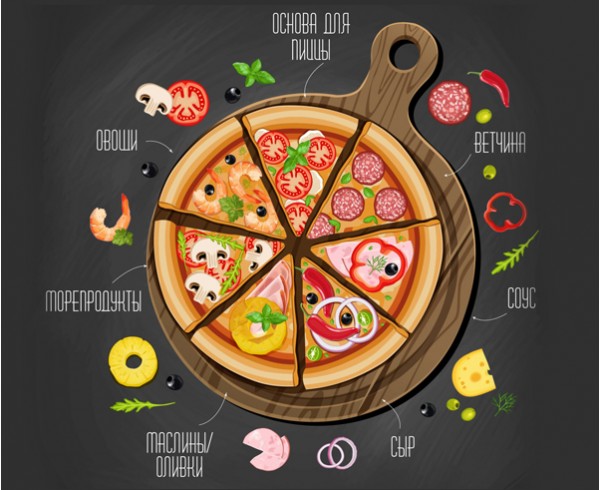 ОСНОВА ДЛЯ
ПИЦЦЫ
ОВОЩИ
ВЕТЧИНА
МОРЕПРОДУКТЫ
СОУС
МАСЛИНЫ/
ОЛИВКИ
СЫР